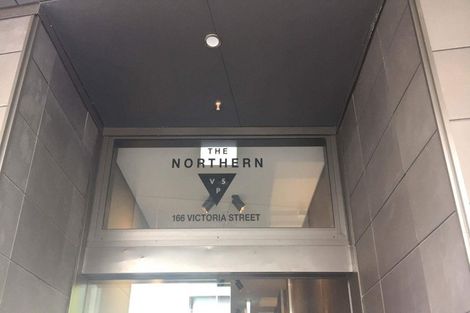 THE
NORTHERN
V S
P
166 VICTORIA STREET